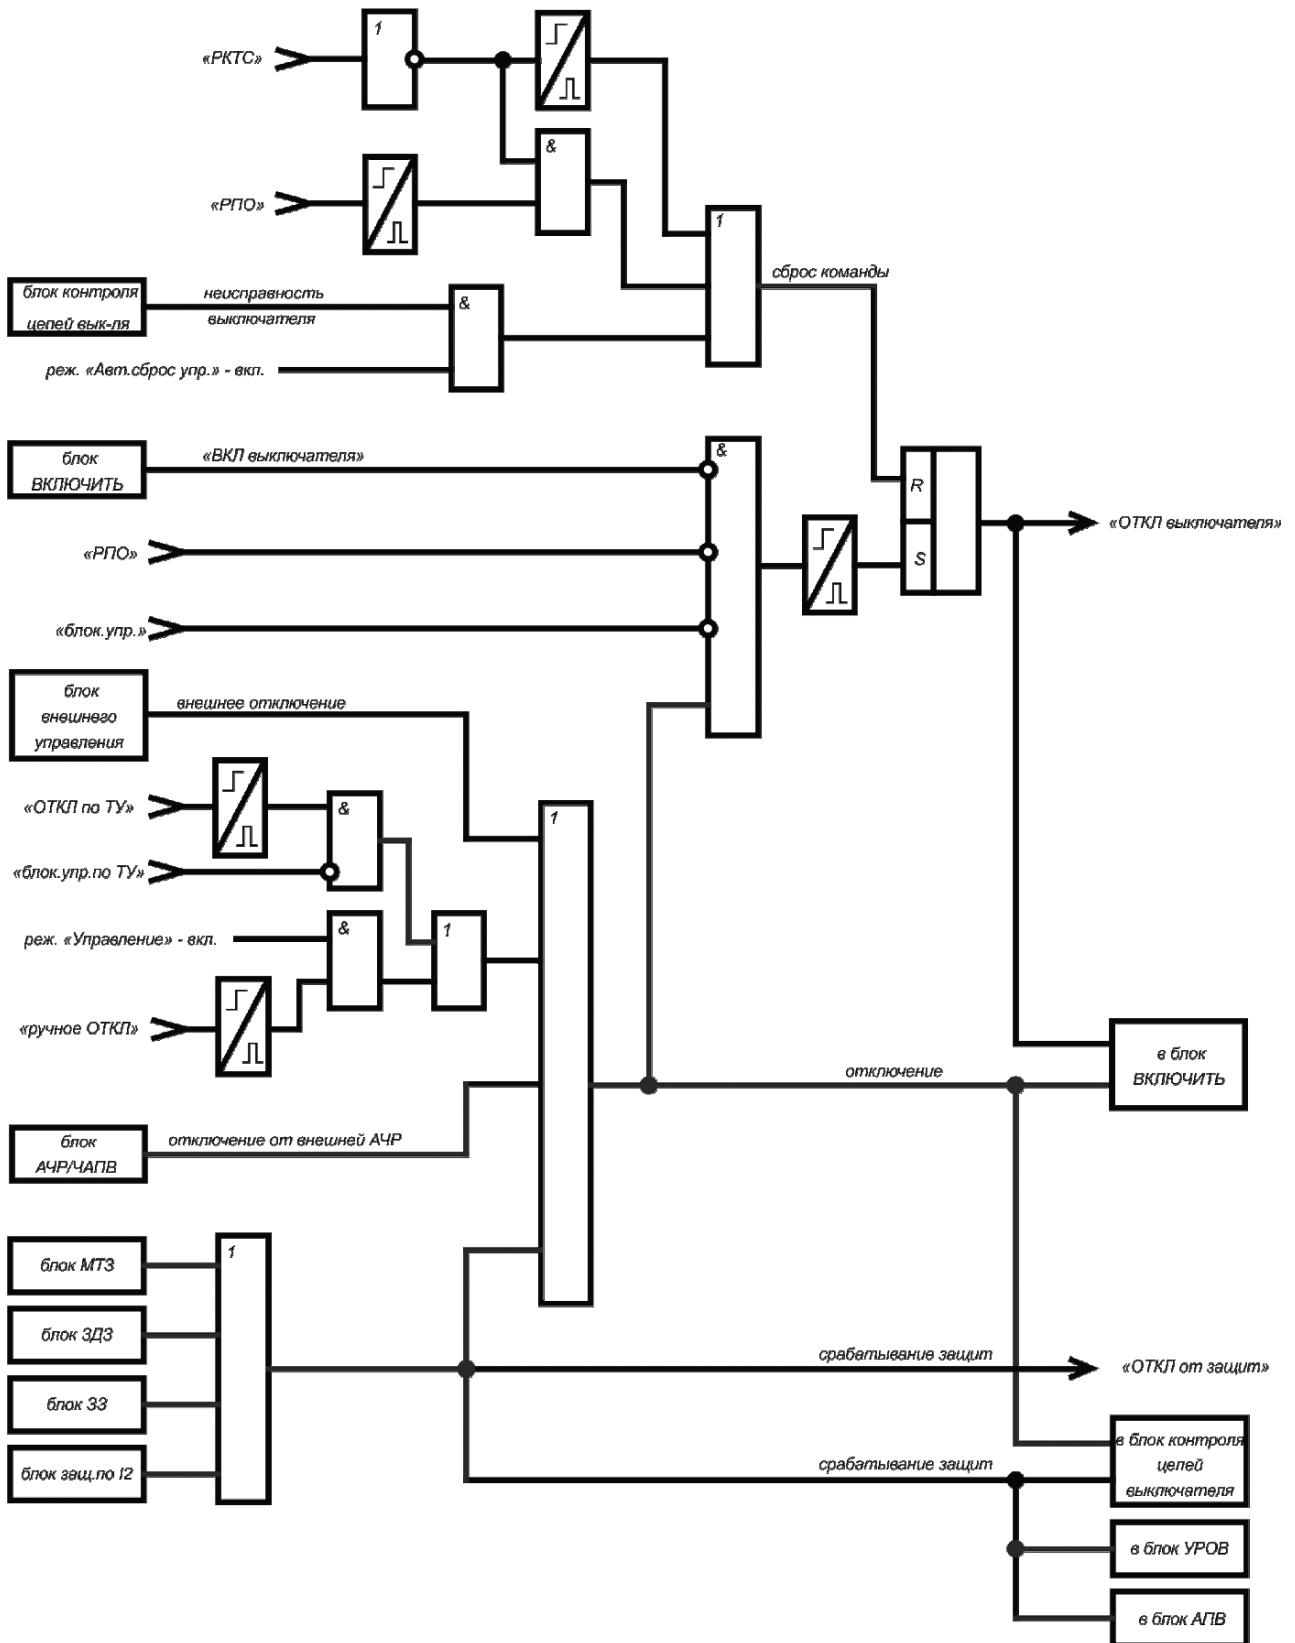 1
«РКТС»
&
«РПО»
1
сброс команды
блок контроля
цепей вык-ля
неисправность
выключателя
&
реж. «Авт.сброс упр.» - вкл.
блок
ВКЛЮЧИТЬ
«ВКЛ выключателя»
&
R
S
«ОТКЛ выключателя»
«РПО»
«блок.упр.»
блок
внешнего
управления
внешнее отключение
«ОТКЛ по ТУ»
&
1
«блок.упр.по ТУ»
реж. «Управление» - вкл.
&
1
«ручное ОТКЛ»
в блок
ВКЛЮЧИТЬ
отключение
блок
АЧР/ЧАПВ
отключение от внешней АЧР
блок МТЗ
1
блок ЗДЗ
срабатывание защит
«ОТКЛ от защит»
блок ЗЗ
в блок контроля
цепей
выключателя
блок защ.по I2
срабатывание защит
в блок УРОВ
в блок АПВ